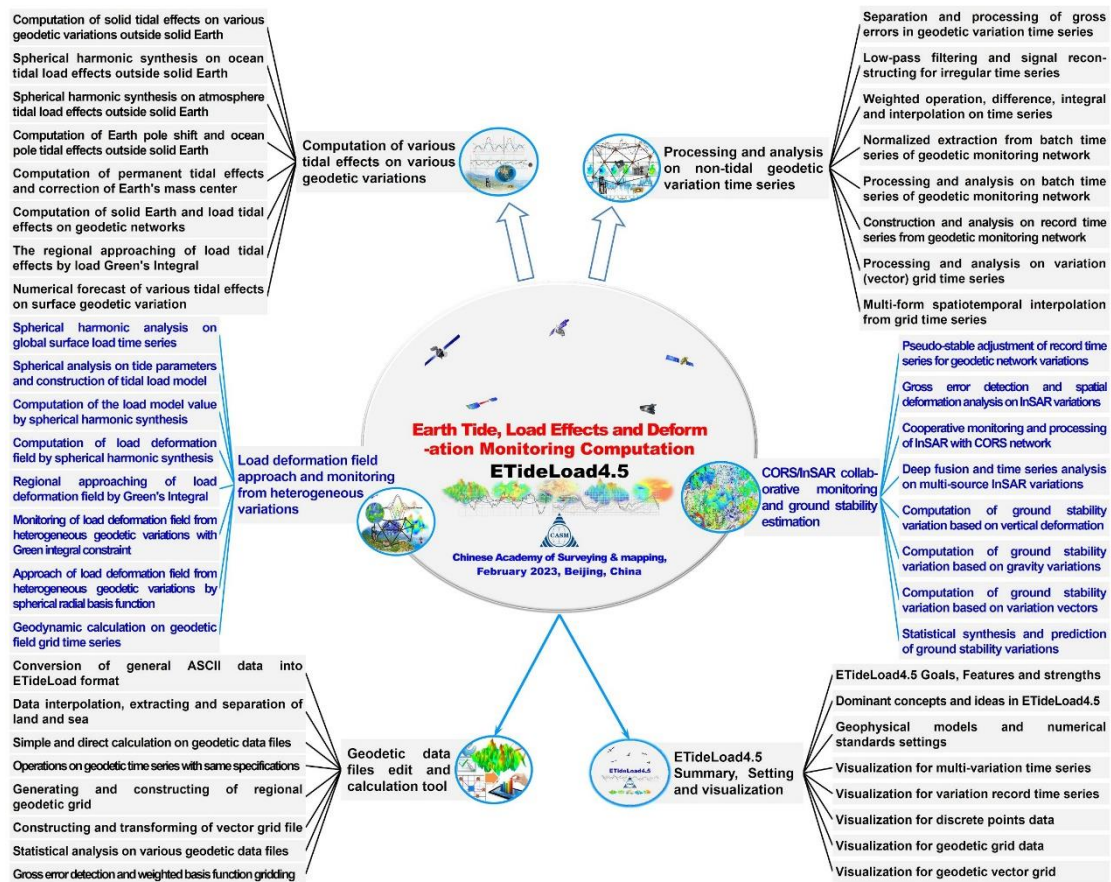 Computation of solid tidal effects on various
geodetic variations outside solid Earth
Spherical harmonic synthesis on ocean
tidal load effects outside solid Earth
Spherical harmonic synthesis on atmosphere
tidal load effects outside solid Earth
Computation of Earth pole shift and ocean
pole tidal effects outside solid Earth
Computation of permanent tidal effects
and correction of Earth's mass center
Computation of solid Earth and load tidal
effects on geodetic networks
The regional approaching of load tidal
effects by load Green's Integral
Numerical forecast of various tidal effects
on surface geodetic variation
Computation of various
tidal effects on various
geodetic variations
Processing and analysis
on non-tidal geodetic
variation time series
Separation and processing of gross
errors in geodetic variation time series
Low-pass filtering and signal recon-
structing for irregular time series
Weighted operation, difference, integral
and interpolation on time series
Normalized extraction from batch time
series of geodetic monitoring network
Processing and analysis on batch time
series of geodetic monitoring network
Construction and analysis on record time
series from geodetic monitoring network
Processing and analysis on variation
(vector) grid time series
Multi-form spatiotemporal interpolation
from grid time series
Spherical harmonic analysis on
global surface load time series
Spherical analysis on tide parameters
and construction of tidal load model
Computation of the load model value
by spherical harmonic synthesis
Computation of load deformation
field by spherical harmonic synthesis
Regional approaching of load
deformation field by Green's Integral
Monitoring of load deformation field from
heterogeneous geodetic variations with
Green integral constraint
Approach of load deformation field from
heterogeneous geodetic variations by
spherical radial basis function
Geodynamic calculation on geodetic
field grid time series
Load deformation field
approach and monitoring
from heterogeneous
variations
Earth Tide, Load Effects and Deform
-ation Monitoring Computation
ETideLoad4.5
CASM
Chinese Academy of Surveying & mapping,
February 2023, Beijing, China
CORS/InSAR collab-
orative monitoring
and ground stability
estimation
Pseudo-stable adjustment of record time
series for geodetic network variations
Gross error detection and spatial
deformation analysis on InSAR variations
Cooperative monitoring and processing
of InSAR with CORS network
Deep fusion and time series analysis
on multi-source InSAR variations
Computation of ground stability
variation based on vertical deformation
Computation of ground stability
variation based on gravity variations
Computation of ground stability
variation based on variation vectors
Statistical synthesis and prediction
of ground stability variations
Conversion of general ASCII data into
ETideLoad format
Data interpolation, extracting and separation of
land and sea
Simple and direct calculation on geodetic data files
Operations on geodetic time series with same specifications
Generating and constructing of regional
geodetic grid
Constructing and transforming of vector grid file
Statistical analysis on various geodetic data files
Gross error detection and weighted basis function gridding
Geodetic data
files edit and
calculation tool
ETideLoad4.5
ETideLoad4.5
Summary, Setting
and visualization
ETideLoad4.5 Goals, Features and strengths
Dominant concepts and ideas in ETideLoad4.5
Geophysical models and numerical
standards settings
Visualization for multi-variation time series
Visualization for variation record time series
Visualization for discrete points data
Visualization for geodetic grid data
Visualization for geodetic vector grid